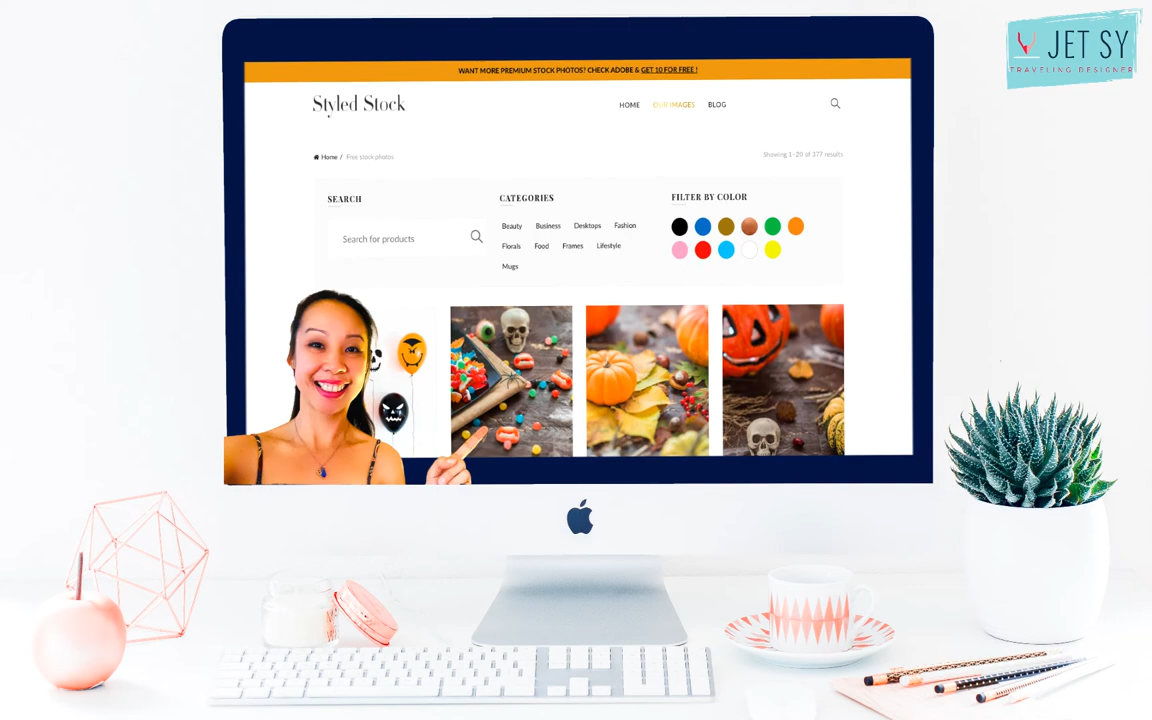 JET SY
TRAVELING DESIGNER
WANT MORE PREMIUM STOCK PHOTOS? CHECK ADOBE & GET 10 FOR FREE !
Styled Stock
HOME OUR IMAGES BLOG
Home / Free stock photos
Showing 1–20 of 377 results
SEARCH
Search for products
CATEGORIES
Beauty Business Desktops Fashion
Florals Food Frames Lifestyle
Mugs
FILTER BY COLOR